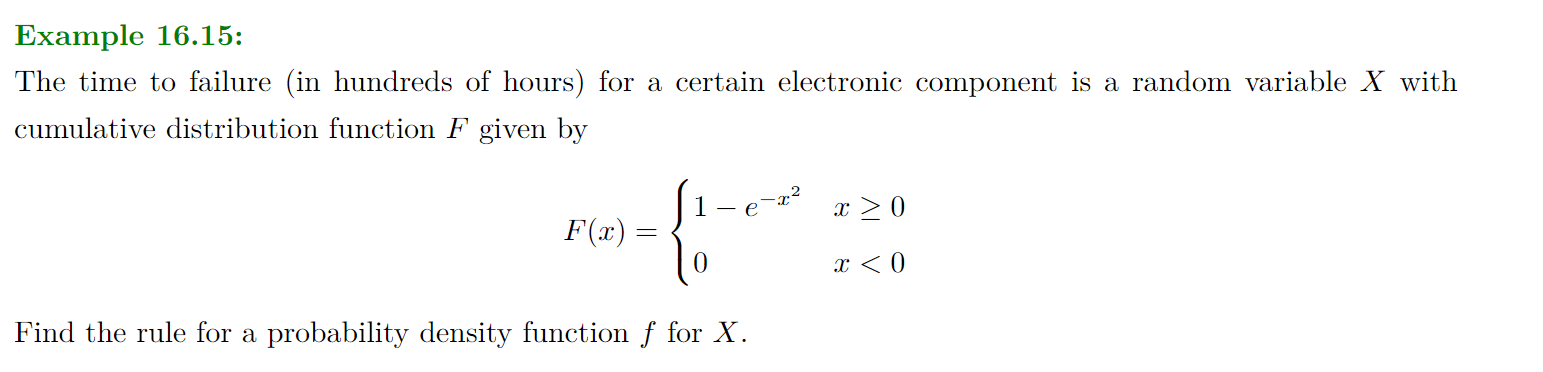 Example 16.15:
The time to failure (in hundreds of hours) for a certain electronic component is a random variable X with
cumulative distribution function F given by
F(x) = { 1 − e^{−x^2}   x ≥ 0
0   x < 0
Find the rule for a probability density function f for X.